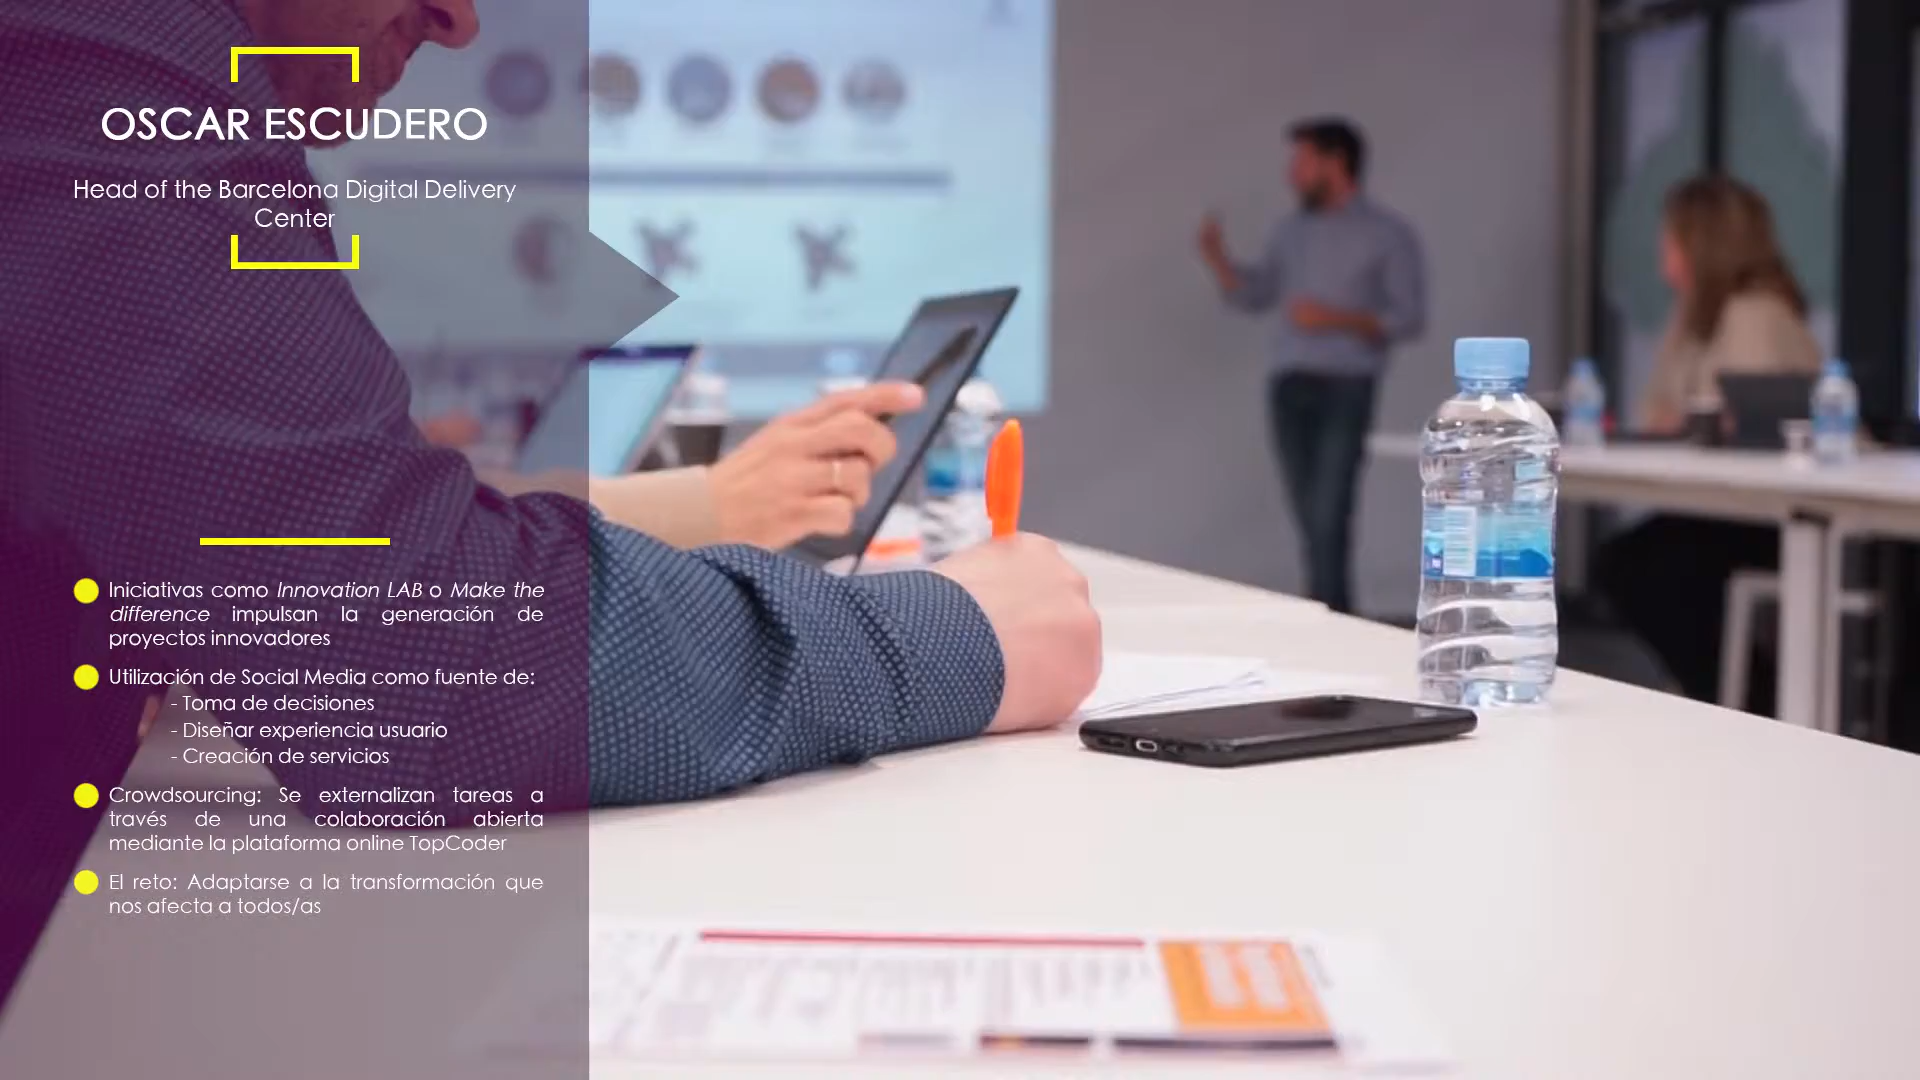 OSCAR ESCUDERO
Head of the Barcelona Digital Delivery
Center
Iniciativas como Innovation LAB o Make the
difference impulsan la generación de
proyectos innovadores
Utilización de Social Media como fuente de:
- Toma de decisiones
- Diseñar experiencia usuario
- Creación de servicios
Crowdsourcing: Se externalizan tareas a
través de una colaboración abierta
mediante la plataforma online TopCoder
El reto: Adaptarse a la transformación que
nos afecta a todos/as